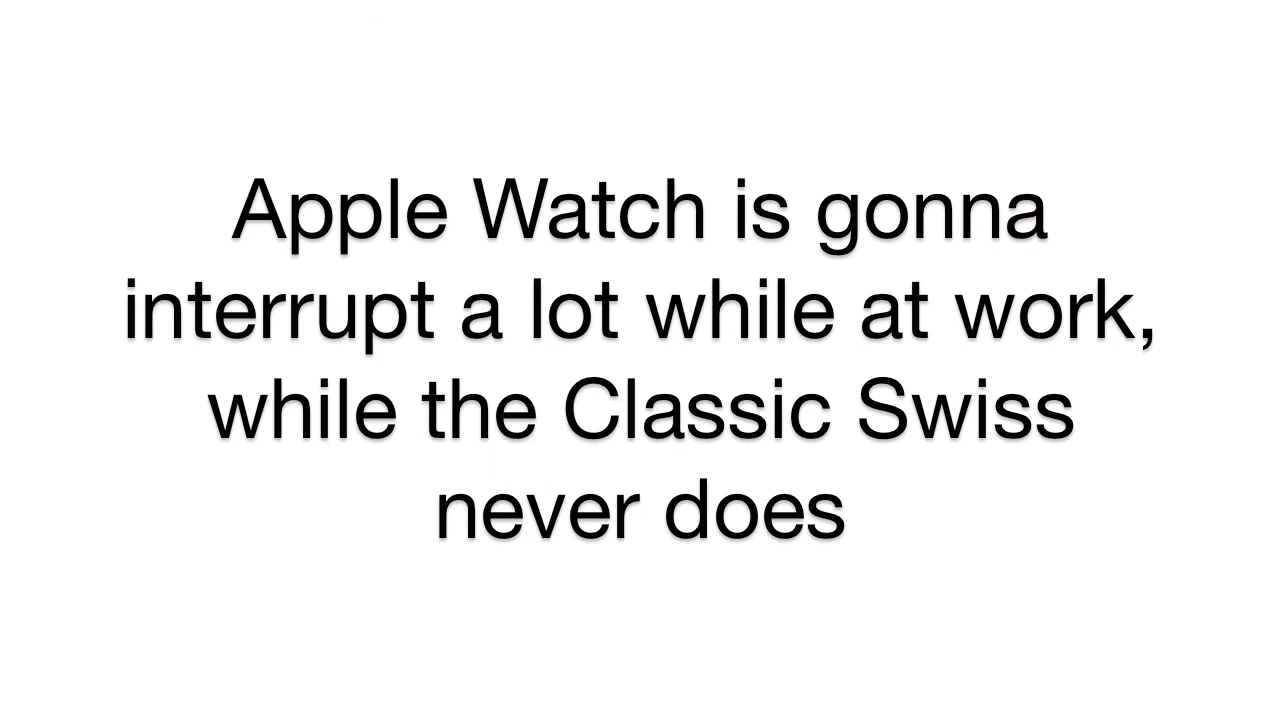 Apple Watch is gonna
interrupt a lot while at work,
while the Classic Swiss
never does